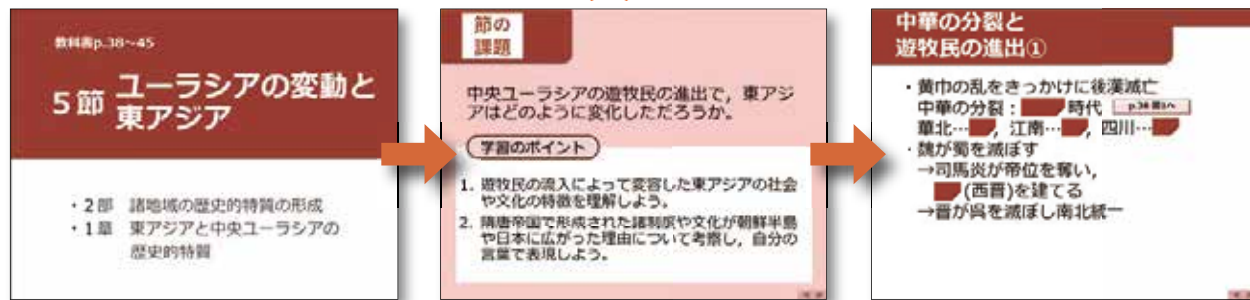 教科書p.38~45
5節 ユーラシアの変動と
東アジア
・2部 諸地域の歴史的特質の形成
・1章 東アジアと中央ユーラシアの
歴史的特質
節の
課題
中央ユーラシアの遊牧民の進出で，東アジ
アはどのように変化しただろうか。
学習のポイント
1. 遊牧民の流入によって変容した東アジアの社会
や文化の特徴を理解しよう。
2. 隋唐帝国で形成された諸制度や文化が朝鮮半島
や日本に広がった理由について考察し，自分の
言葉で表現しよう。
中華の分裂と
遊牧民の進出①
・黄巾の乱をきっかけに後漢滅亡
中華の分裂： 時代
華北… ，江南… ，四川…
・魏が蜀を滅ぼす
→司馬炎が帝位を奪い，
(西晋)を建てる
→晋が呉を滅ぼし南北統一